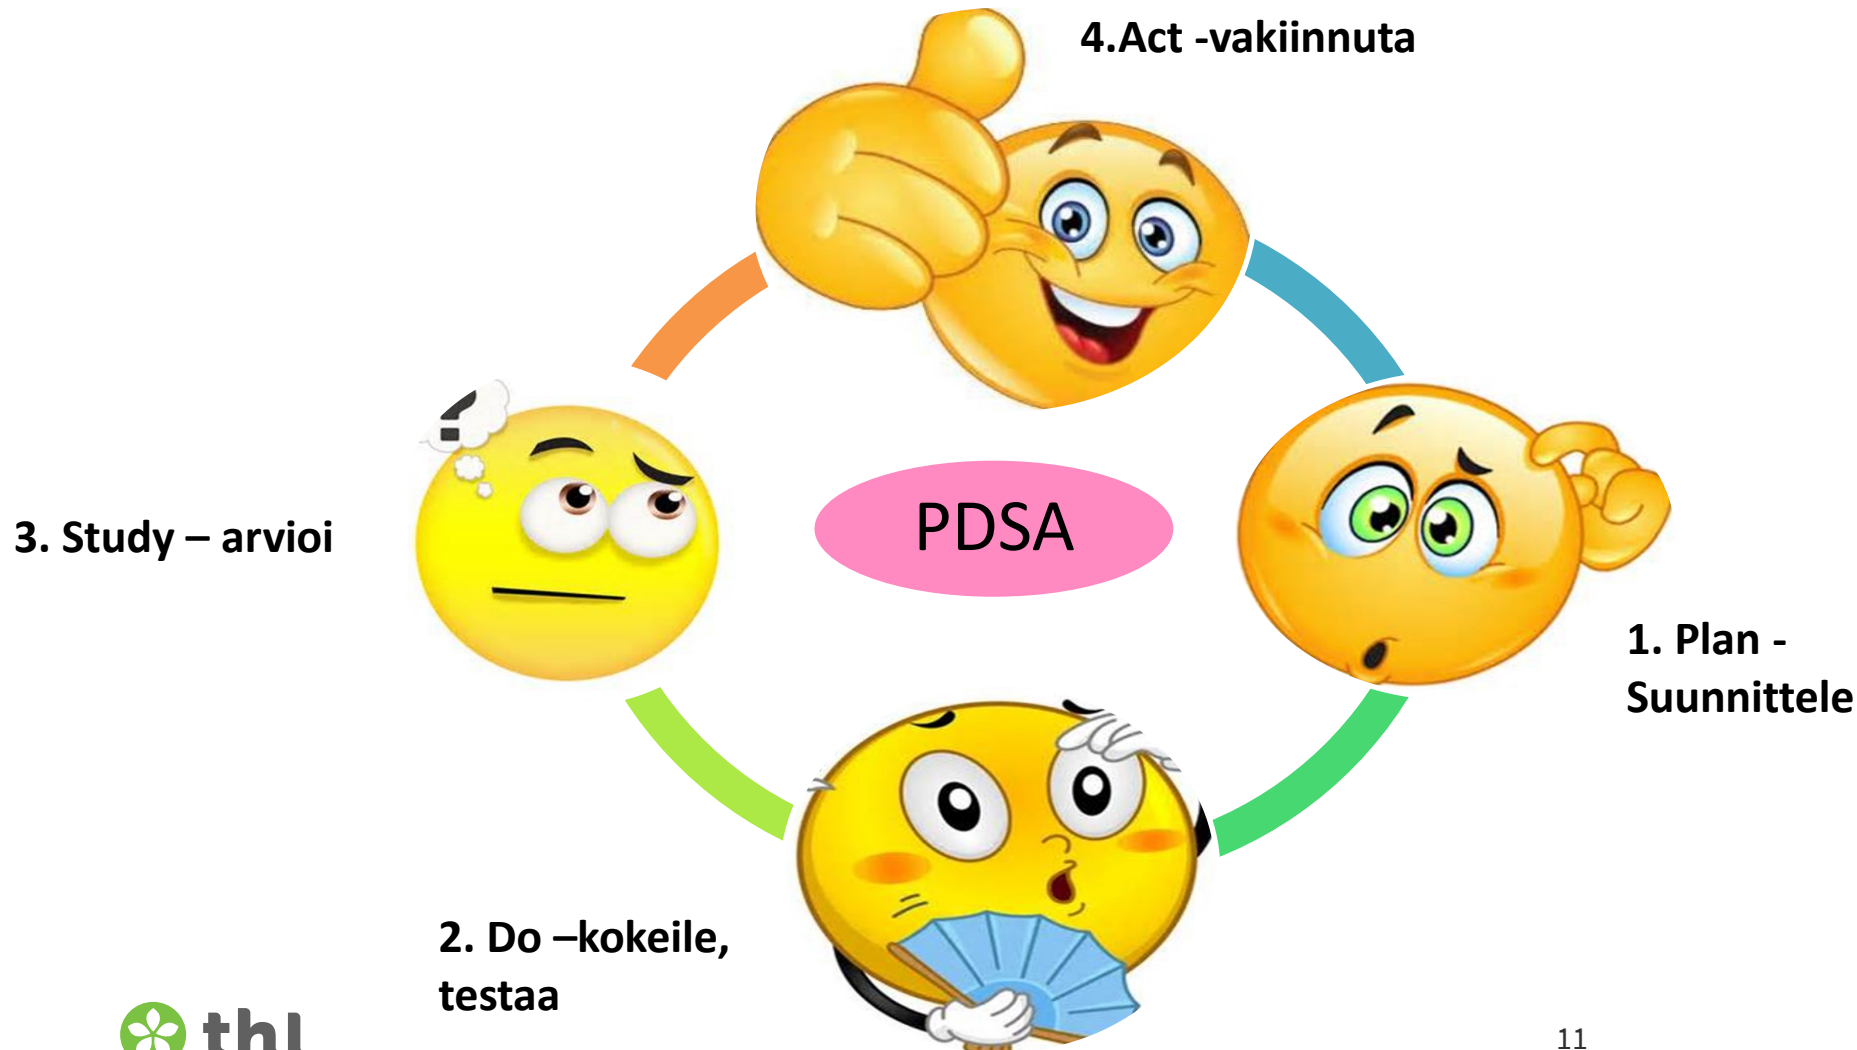 4.Act -vakiinnuta
PDSA
3. Study – arvioi
1. Plan -
Suunnittele
2. Do –kokeile,
testaa
thl
11